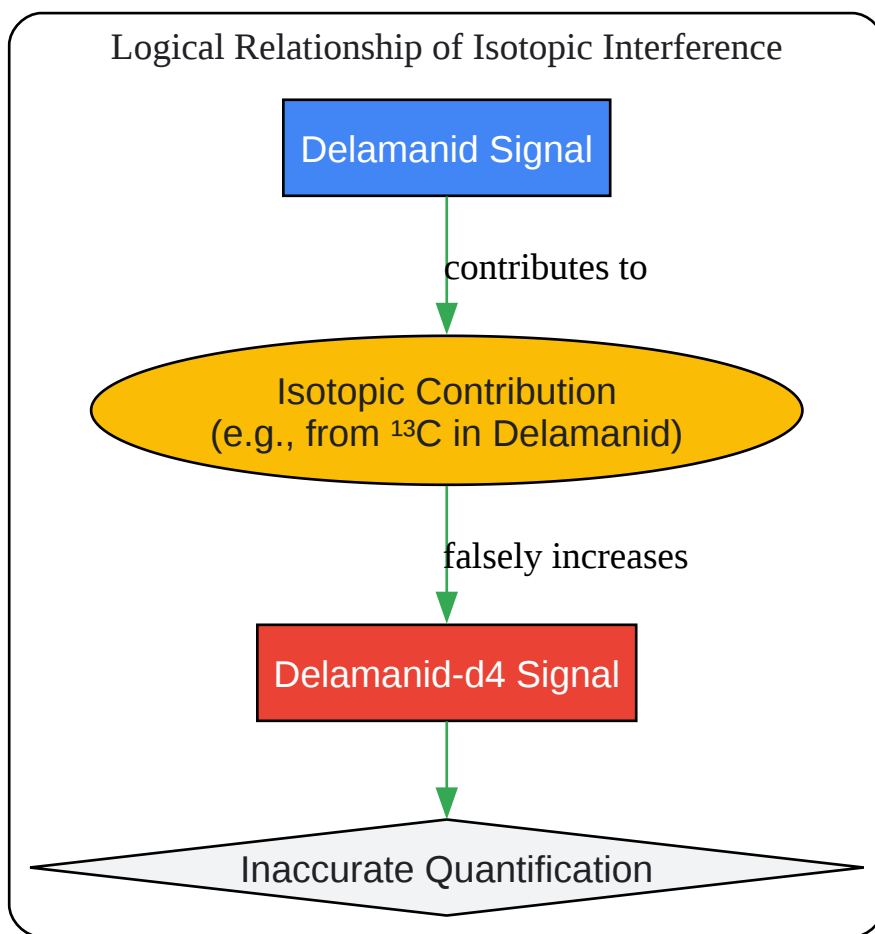 Logical Relationship of Isotopic Interference
Delamanid Signal
contributes to
Isotopic Contribution
(e.g., from ¹³C in Delamanid)
falsely increases
Delamanid-d4 Signal
Inaccurate Quantification